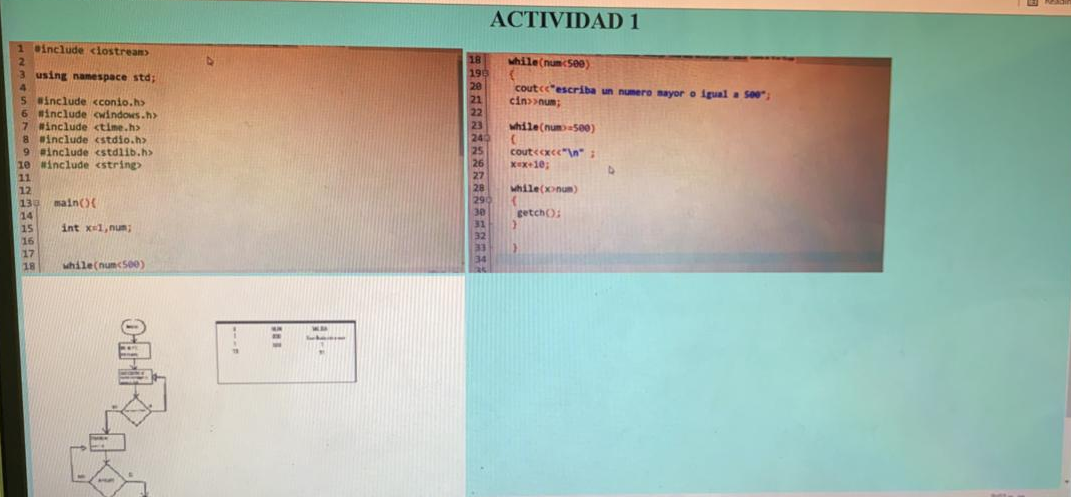 ACTIVIDAD 1
1 #include <iostream>
2
3 using namespace std;
4
5 #include <conio.h>
6 #include <windows.h>
7 #include <time.h>
8 #include <stdio.h>
9 #include <stdlib.h>
10 #include <string>
11
12
13 main(){
14
15 int x=1,num;
16
17
18 while(num<500)
18 while(num<500)
19 {
20 cout<<"escriba un numero mayor o igual a 500";
21 cin>>num;
22
23 while(num>=500)
24 {
25 cout<<x<<"\n" ;
26 x=x+10;
27
28 while(x>num)
29 {
30 getch();
31 }
32
33 }
34
35